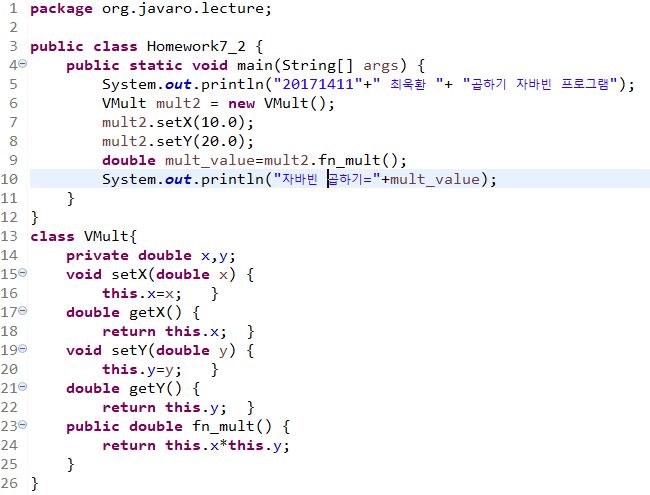 1 package org.javaro.lecture;
2
3 public class Homework7_2 {
4 public static void main(String[] args) {
5 System.out.println("20171411"+" 최욱환 "+ "곱하기 자바빈 프로그램");
6 VMult mult2 = new VMult();
7 mult2.setX(10.0);
8 mult2.setY(20.0);
9 double mult_value=mult2.fn_mult();
10 System.out.println("자바빈 곱하기="+mult_value);
11 }
12 }
13 class VMult{
14 private double x,y;
15 void setX(double x) {
16 this.x=x; }
17 double getX() {
18 return this.x; }
19 void setY(double y) {
20 this.y=y; }
21 double getY() {
22 return this.y; }
23 public double fn_mult() {
24 return this.x*this.y;
25 }
26 }